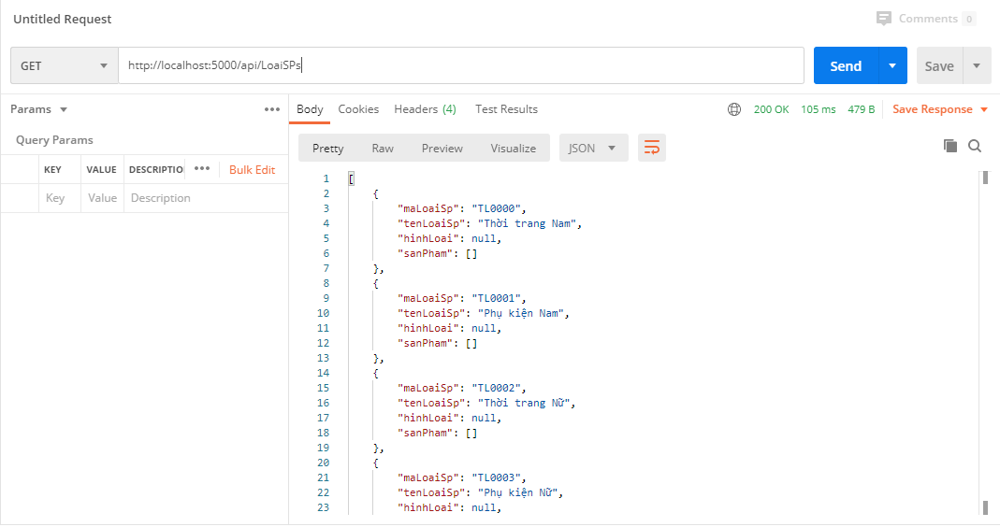 Untitled Request
Comments 0
GET http://localhost:5000/api/LoaiSPs Send Save
Params
Body Cookies Headers (4) Test Results 200 OK 105 ms 479 B Save Response
Query Params
Pretty Raw Preview Visualize JSON
KEY VALUE DESCRIPTIO Bulk Edit
Key Value Description
1 [
2 {
3 "maLoaiSp": "TL0000",
4 "tenLoaiSp": "Thời trang Nam",
5 "hinhLoai": null,
6 "sanPham": []
7 },
8 {
9 "maLoaiSp": "TL0001",
10 "tenLoaiSp": "Phụ kiện Nam",
11 "hinhLoai": null,
12 "sanPham": []
13 },
14 {
15 "maLoaiSp": "TL0002",
16 "tenLoaiSp": "Thời trang Nữ",
17 "hinhLoai": null,
18 "sanPham": []
19 },
20 {
21 "maLoaiSp": "TL0003",
22 "tenLoaiSp": "Phụ kiện Nữ",
23 "hinhLoai": null,